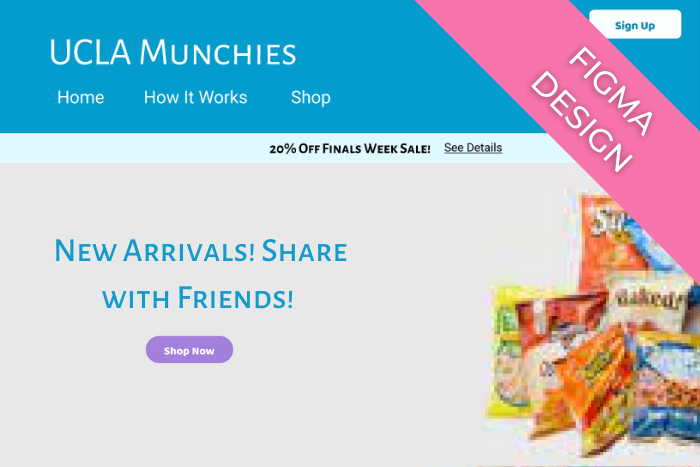 Sign Up
UCLA Munchies
Home How It Works Shop
FIGMA
DESIGN
20% Off Finals Week Sale! See Details
New Arrivals! Share
with Friends!
Shop Now
Baked!